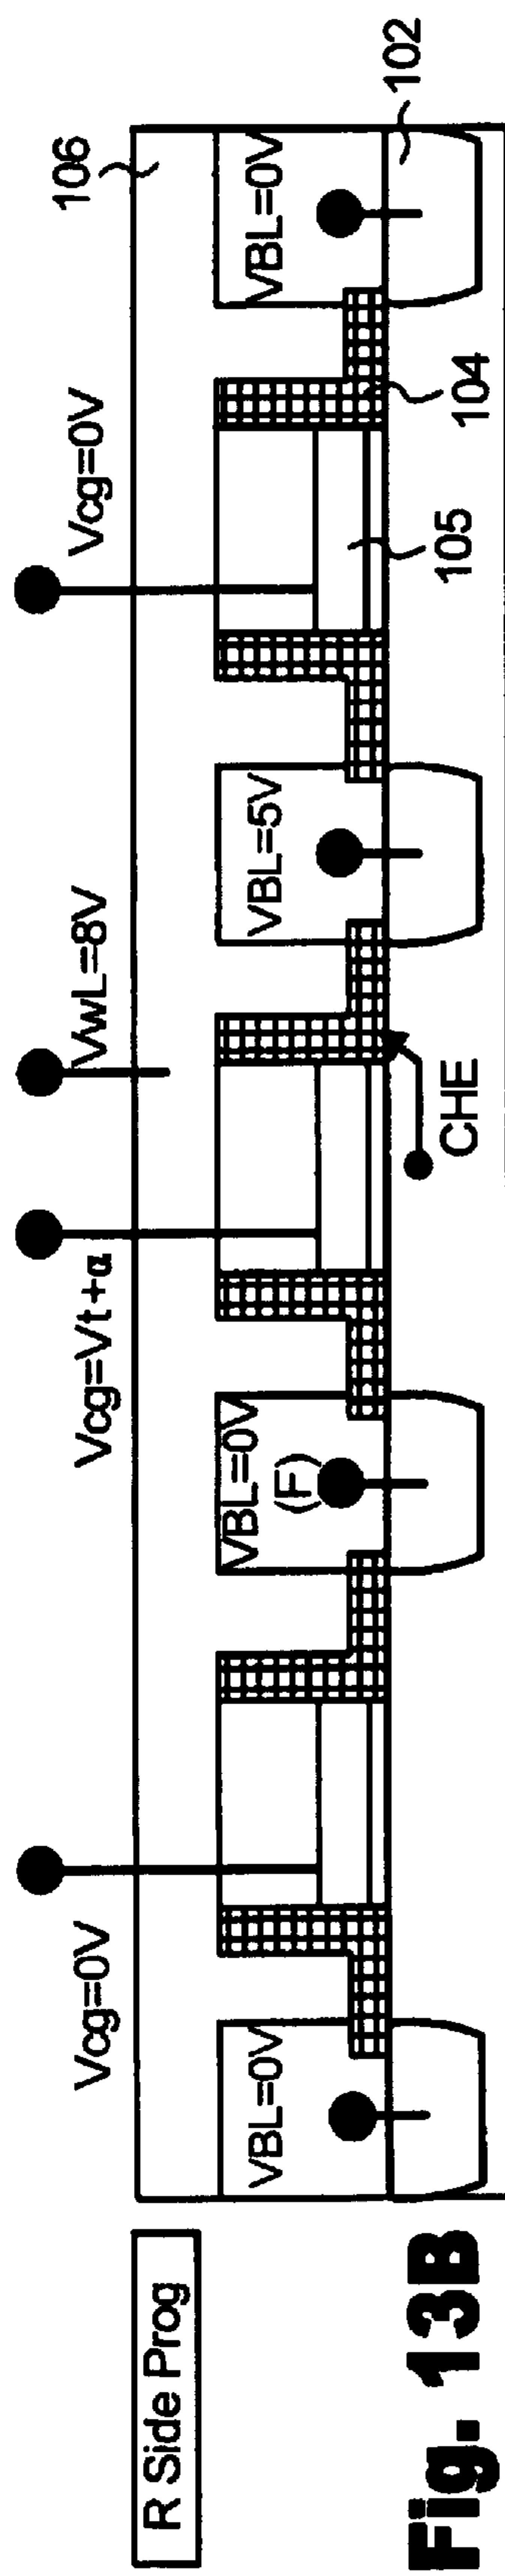 R Side Prog
Vcg=0V
Vcg=Vt+α
VwL=8V
Vcg=0V
106
VBL=0V
VBL=0V
(F)
VBL=5V
VBL=0V
CHE
105
104
102
Fig. 13B